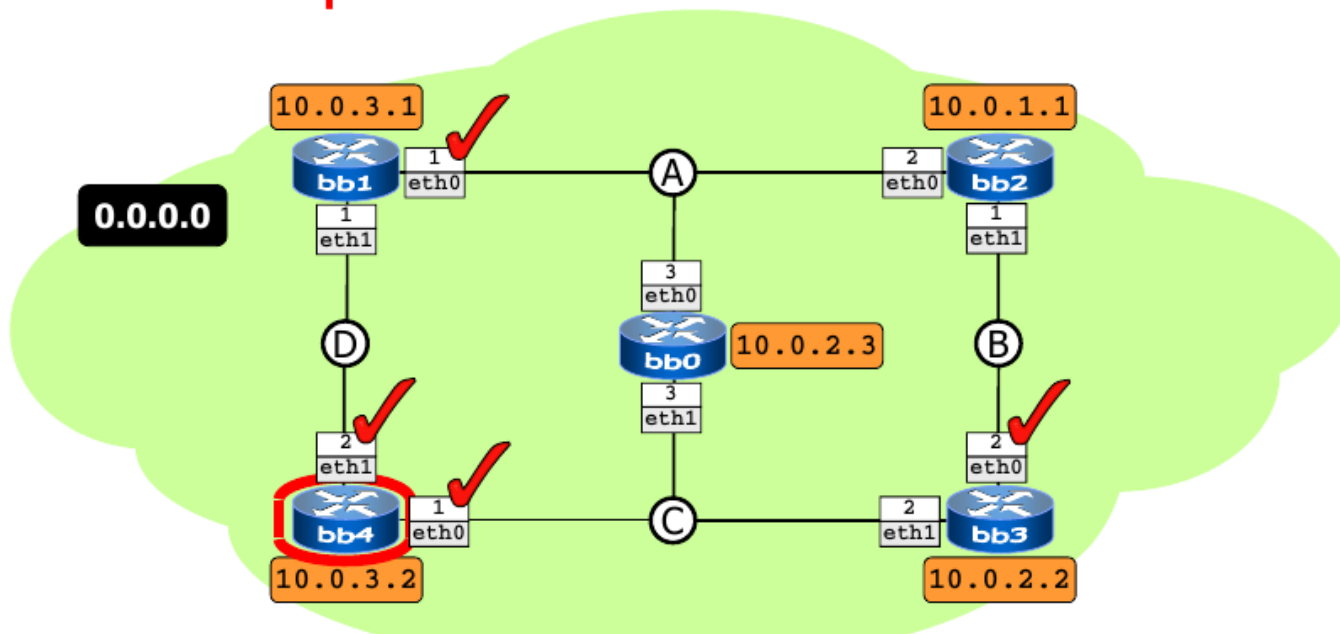 10.0.3.1
10.0.1.1
bb1
1
eth0
A
2
eth0
bb2
0.0.0.0
1
eth1
1
eth1
3
eth0
D
bb0
10.0.2.3
B
3
eth1
2
eth1
2
eth0
bb4
1
eth0
C
2
eth1
bb3
10.0.3.2
10.0.2.2